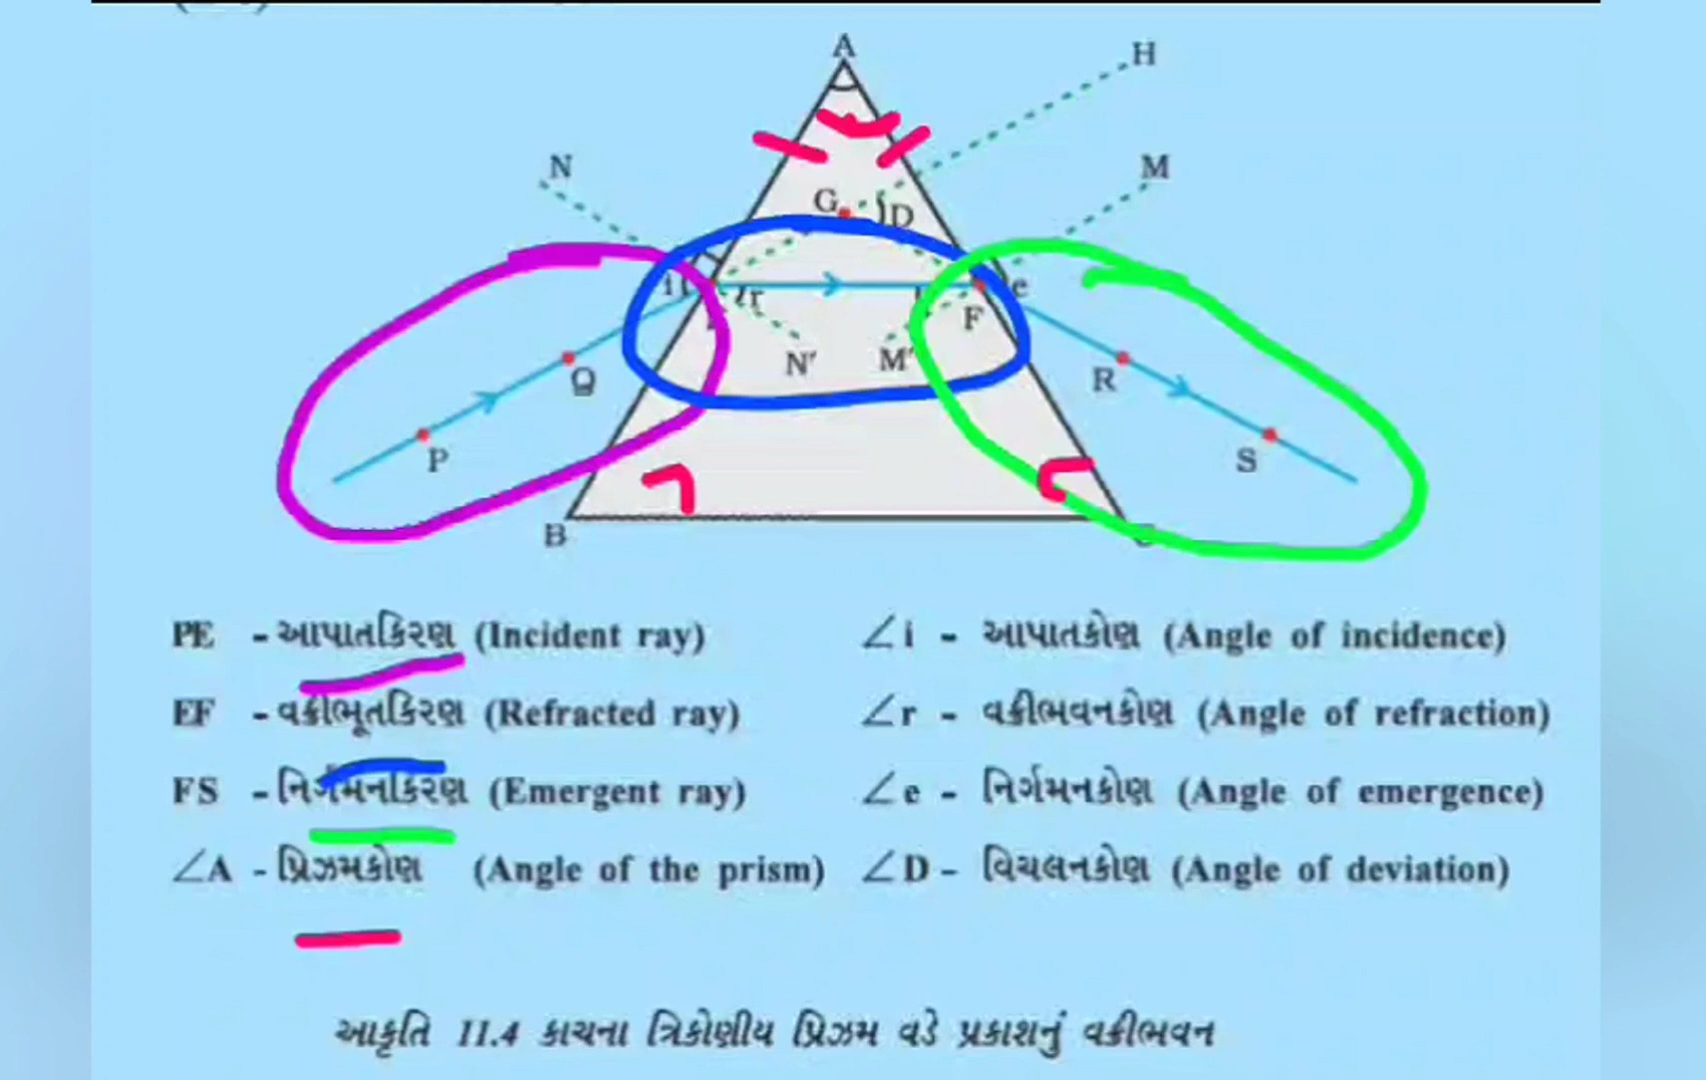 A
H
N
M
G
D
i
r
e
F
N′
M′
Q
R
P
S
B
PE - આપાતકિરણ (Incident ray)
∠i - આપાતકોણ (Angle of incidence)
EF - વક્રીભૂતકિરણ (Refracted ray)
∠r - વક્રીભવનકોણ (Angle of refraction)
FS - નિર્ગમનકિરણ (Emergent ray)
∠e - નિર્ગમનકોણ (Angle of emergence)
∠A - પ્રિઝમકોણ (Angle of the prism)
∠D - વિચલનકોણ (Angle of deviation)
આકૃતિ 11.4 કાચના ત્રિકોણીય પ્રિઝમ વડે પ્રકાશનું વક્રીભવન